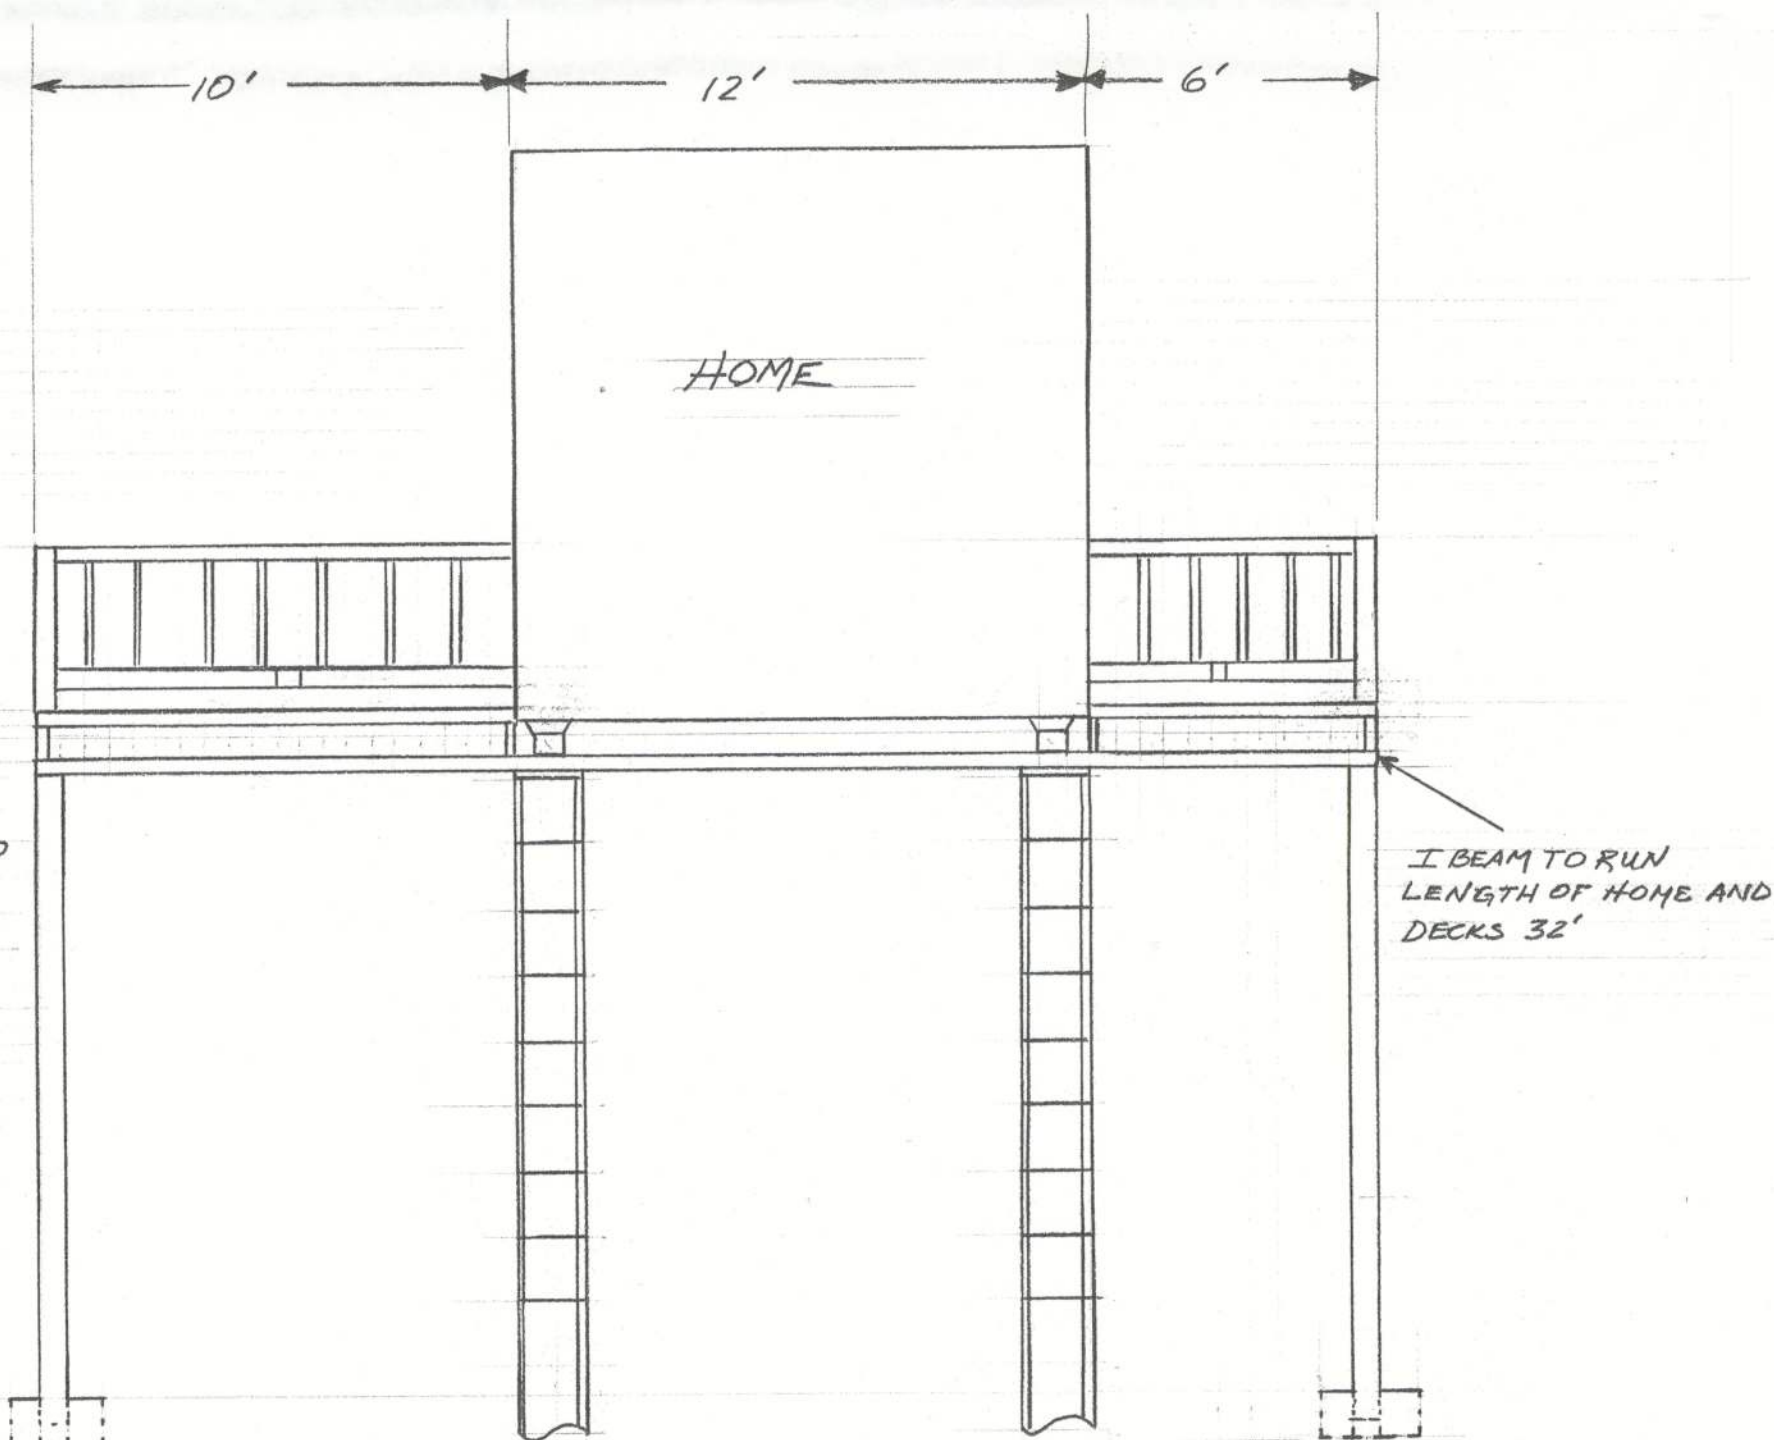 10' 12' 6'
HOME
I BEAM TO RUN
LENGTH OF HOME AND
DECKS 32'